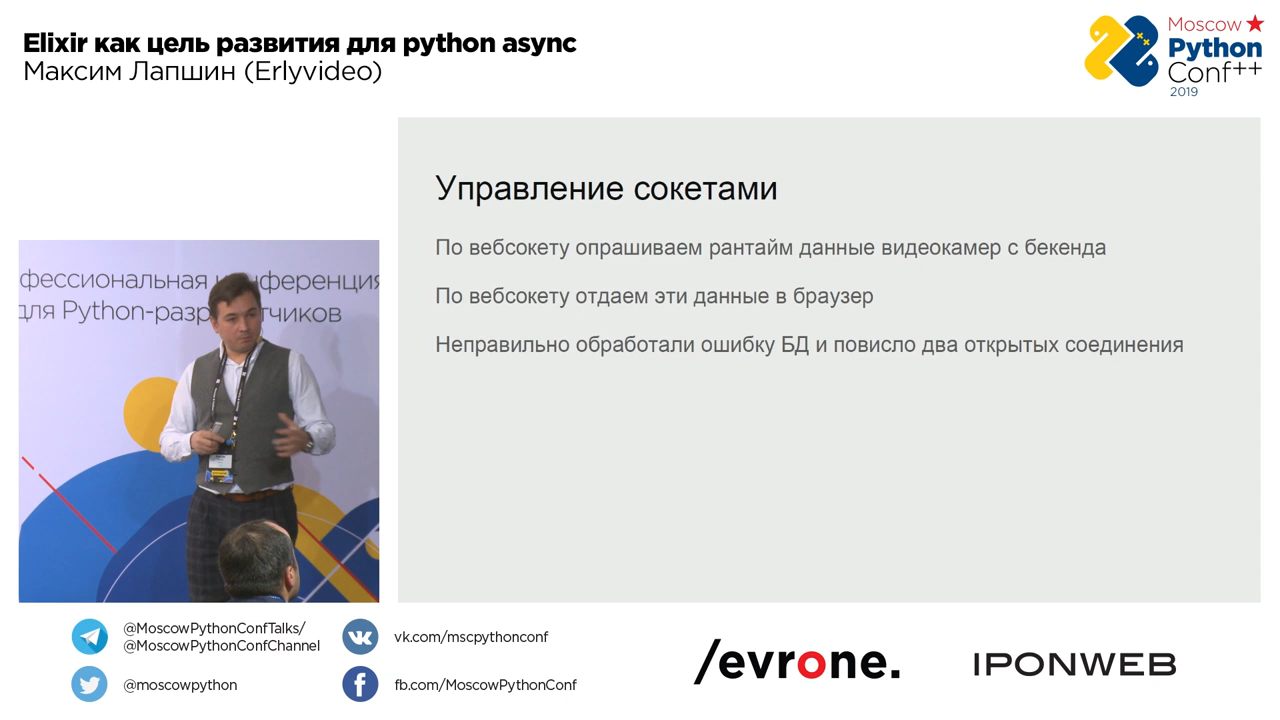 Elixir как цель развития для python async
Максим Лапшин (Erlyvideo)
Moscow
Python
Conf++
2019
Управление сокетами
По вебсокету опрашиваем рантайм данные видеокамер с бекенда
По вебсокету отдаем эти данные в браузер
Неправильно обработали ошибку БД и повисло два открытых соединения
фессиональная конференция
для Python-разр тчиков
@MoscowPythonConfTalks/
@MoscowPythonConfChannel
vk.com/mscpythonconf
@moscowpython
fb.com/MoscowPythonConf
/evrone.
IPONWEB